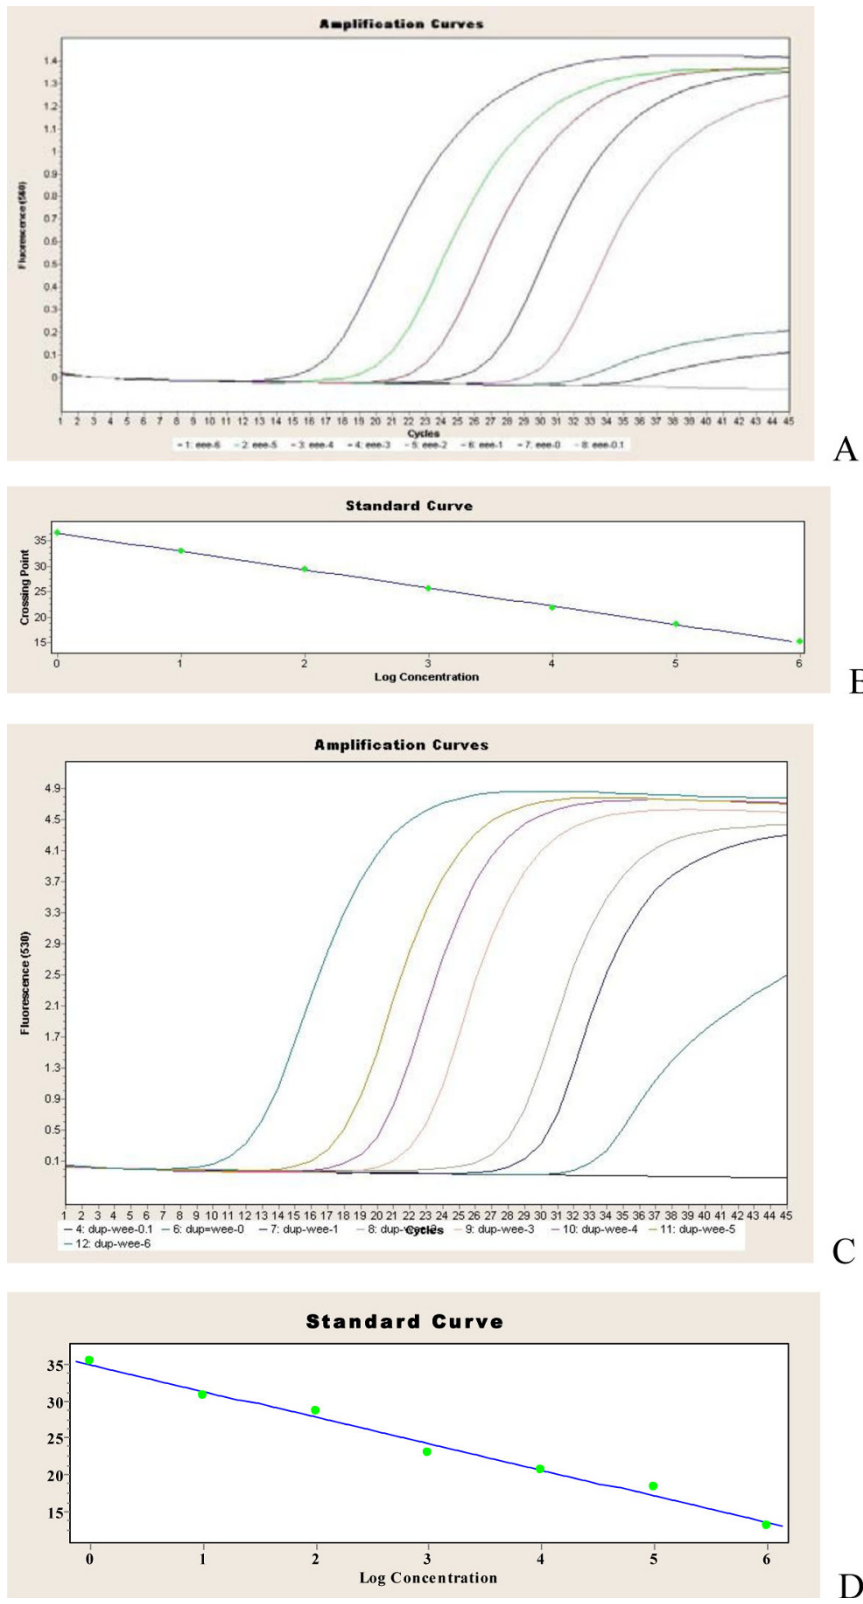 Amplification Curves
1.4
1.3
1.2
1.1
1
0.9
0.8
0.7
0.6
0.5
0.4
0.3
0.2
0.1
0
Fluorescence (560)
1 2 3 4 5 6 7 8 9 10 11 12 13 14 15 16 17 18 19 20 21 22 23 24 25 26 27 28 29 30 31 32 33 34 35 36 37 38 39 40 41 42 43 44 45
Cycles
– 1: eee-6 – 2: eee-5 – 3: eee-4 – 4: eee-3 – 5: eee-2 – 6: eee-1 – 7: eee-0 – 8: eee-0.1
A
Standard Curve
35
30
25
20
15
Crossing Point
0 1 2 3 4 5 6
Log Concentration
Amplification Curves
4.9
4.5
4.1
3.7
3.3
2.9
2.5
2.1
1.7
1.3
0.9
0.5
0.1
Fluorescence (530)
1 2 3 4 5 6 7 8 9 10 11 12 13 14 15 16 17 18 19 20 21 22 23 24 25 26 27 28 29 30 31 32 33 34 35 36 37 38 39 40 41 42 43 44 45
Cycles
– 4: dup-wee-0.1 – 6: dup=wee-0 – 7: dup-wee-1 – 9: dup-wee-3 – 10: dup-wee-4 – 11: dup-wee-5
– 12: dup-wee-6
C
Standard Curve
35
30
25
20
15
0 1 2 3 4 5 6
Log Concentration
D